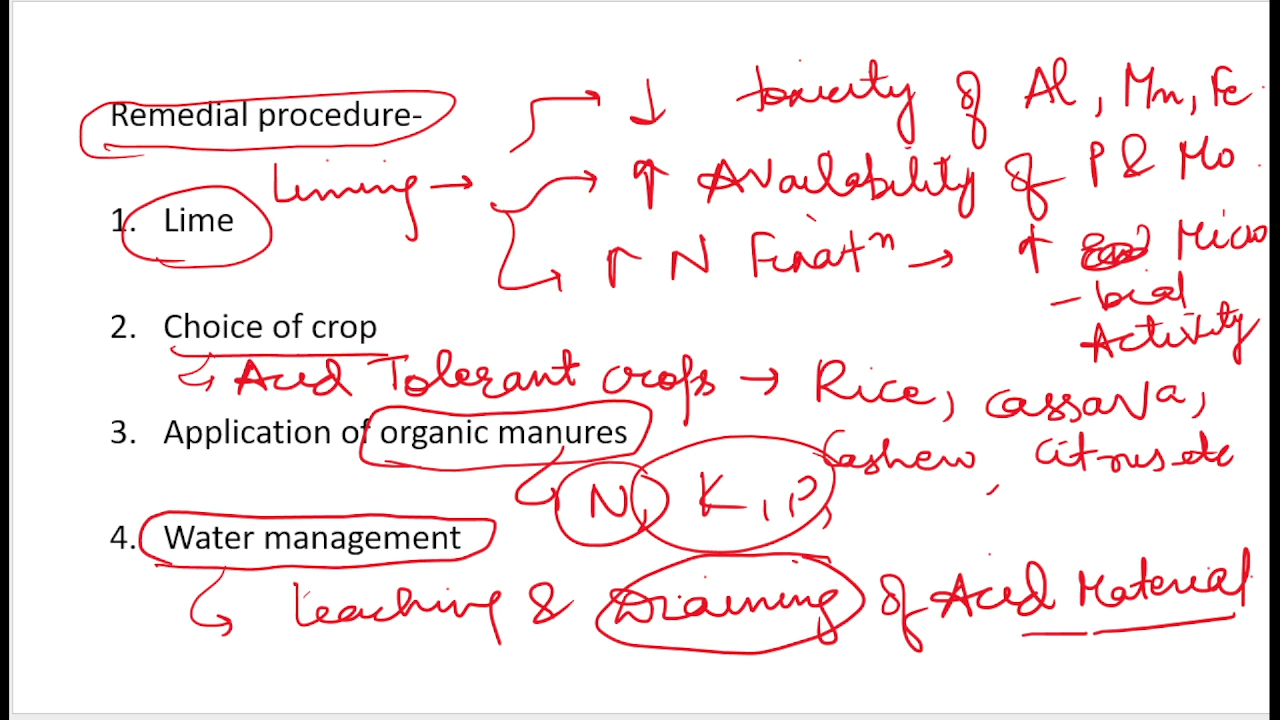 Remedial procedure-
↓ toxicity of Al, Mn, Fe.
Liming → ↑ Availability of P & Mo.
1. Lime
↑ N Fixatⁿ → ↑ Micro
-bial
Activity
2. Choice of crop
Acid Tolerant crops → Rice, cassava,
Cashew, citrus etc
3. Application of organic manures
N, K, P,
4. Water management
Leaching & Draining of Acid Material